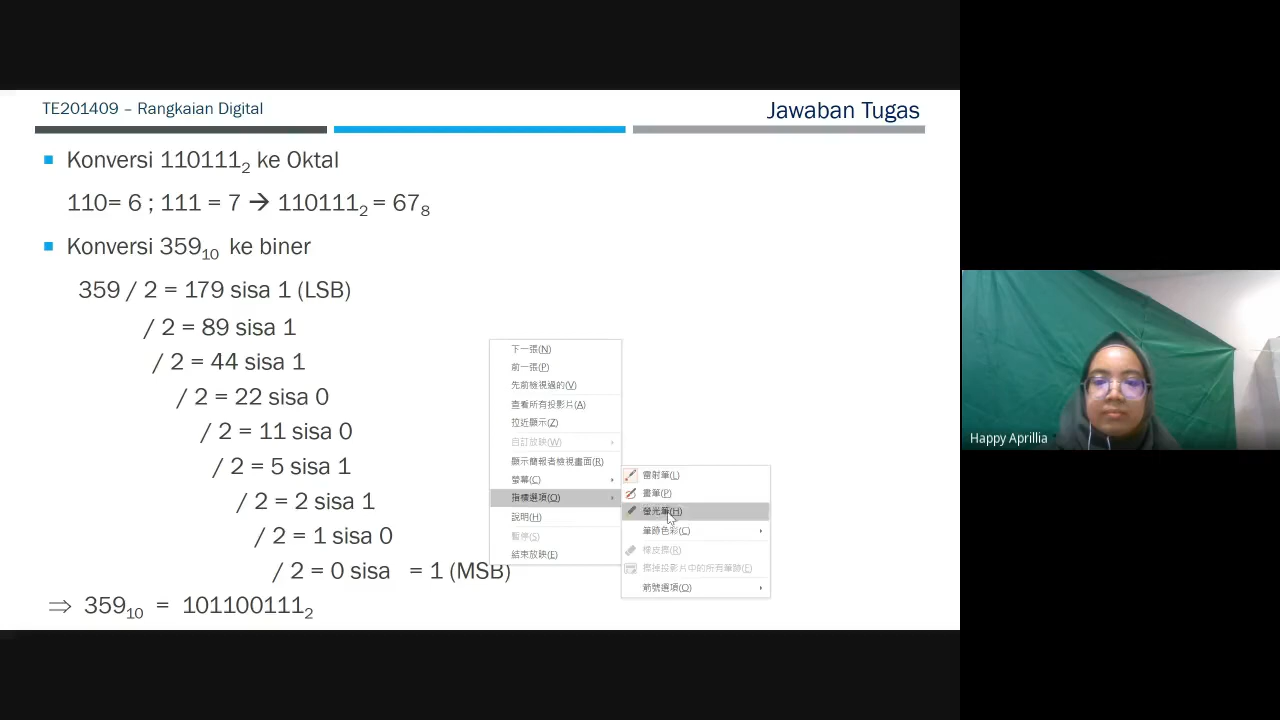 TE201409 – Rangkaian Digital
Jawaban Tugas
Konversi 110111₂ ke Oktal
110= 6 ; 111 = 7 → 110111₂ = 67₈
Konversi 359₁₀ ke biner
359 / 2 = 179 sisa 1 (LSB)
/ 2 = 89 sisa 1
/ 2 = 44 sisa 1
/ 2 = 22 sisa 0
/ 2 = 11 sisa 0
/ 2 = 5 sisa 1
/ 2 = 2 sisa 1
/ 2 = 1 sisa 0
/ 2 = 0 sisa = 1 (MSB)
⇒ 359₁₀ = 101100111₂
下一張(N)
前一張(P)
先前檢視過的(V)
查看所有投影片(A)
拉近顯示(Z)
自訂放映(W)
顯示簡報者檢視畫面(R)
螢幕(C)
指標選項(O)
說明(H)
暫停(S)
結束放映(E)
雷射筆(L)
畫筆(P)
螢光筆(H)
筆跡色彩(C)
橡皮擦(R)
擦掉投影片中的所有筆跡(E)
箭號選項(O)
Happy Aprillia